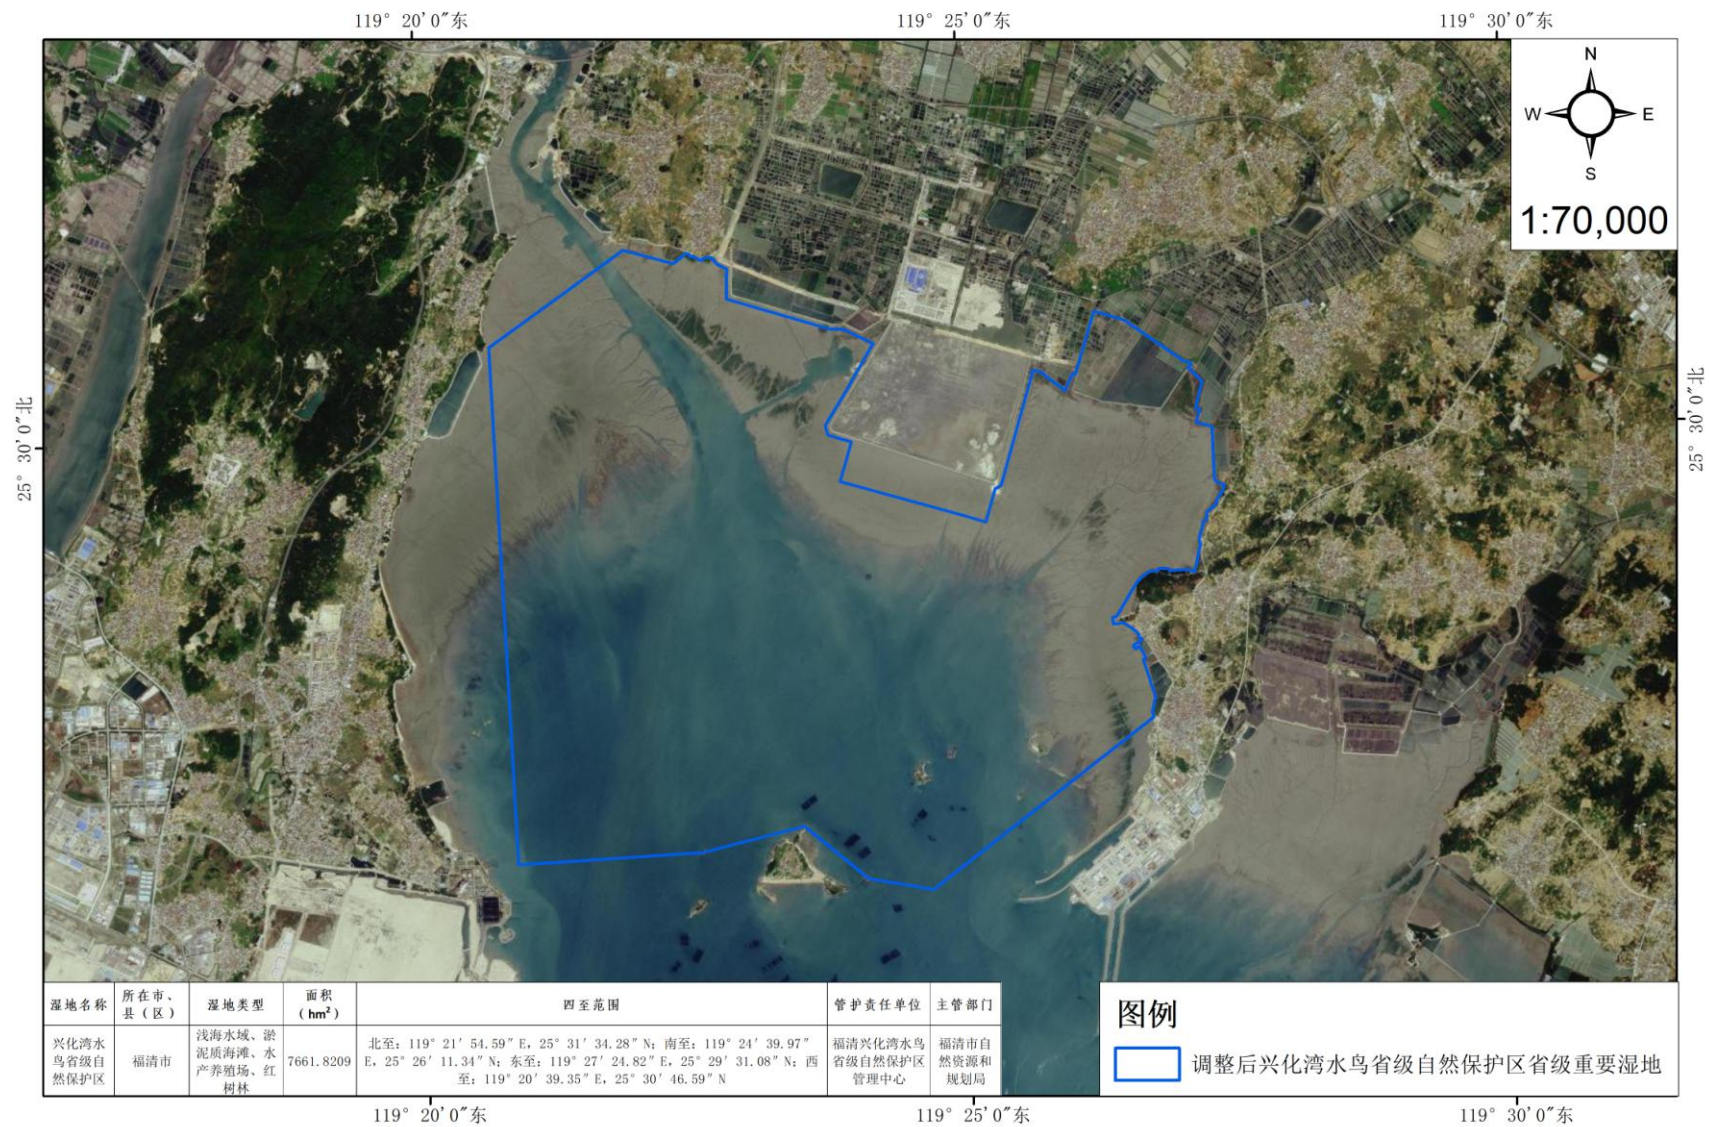 119° 20′0″东
119° 25′0″东
119° 30′0″东
N
W
E
S
1:70,000
25° 30′0″北
25° 30′0″北
湿地名称
所在市、
县（区）
湿地类型
面积
（hm²）
四至范围
管护责任单位
主管部门
兴化湾水
鸟省级自
然保护区
福清市
浅海水域、淤
泥质海滩、水
产养殖场、红
树林
7661.8209
北至：119° 21′ 54.59″ E，25° 31′ 34.28″ N；南至：119° 24′ 39.97″
E，25° 26′ 11.34″ N；东至：119° 27′ 24.82″ E，25° 29′ 31.08″ N；西
至：119° 20′ 39.35″ E，25° 30′ 46.59″ N
福清兴化湾水鸟
省级自然保护区
管理中心
福清市自
然资源和
规划局
图例
调整后兴化湾水鸟省级自然保护区省级重要湿地
119° 20′0″东
119° 25′0″东
119° 30′0″东